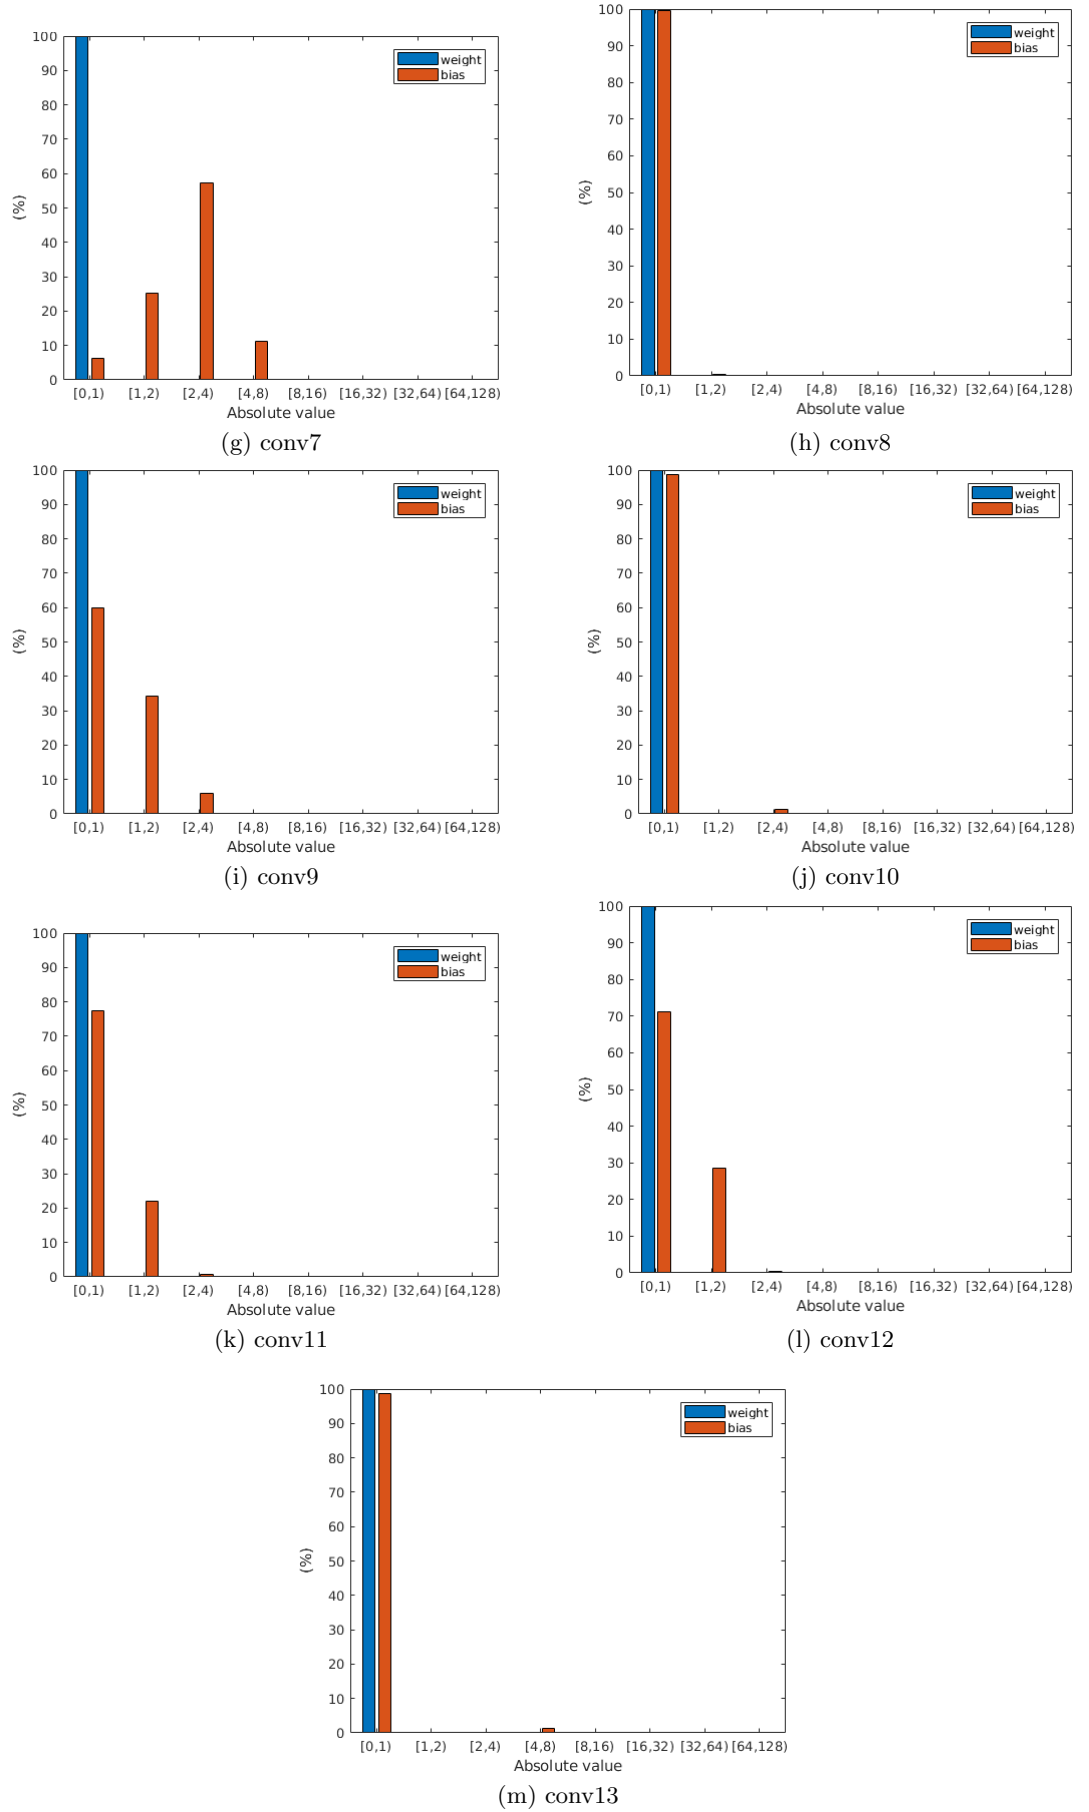 100
90
80
70
60
50
40
30
20
10
0
(%)
weight
bias
[0,1) [1,2) [2,4) [4,8) [8,16) [16,32) [32,64) [64,128)
Absolute value
(g) conv7
100
90
80
70
60
50
40
30
20
10
0
(%)
weight
bias
[0,1) [1,2) [2,4) [4,8) [8,16) [16,32) [32,64) [64,128)
Absolute value
(h) conv8
100
90
80
70
60
50
40
30
20
10
0
(%)
weight
bias
[0,1) [1,2) [2,4) [4,8) [8,16) [16,32) [32,64) [64,128)
Absolute value
(i) conv9
100
90
80
70
60
50
40
30
20
10
0
(%)
weight
bias
[0,1) [1,2) [2,4) [4,8) [8,16) [16,32) [32,64) [64,128)
Absolute value
(j) conv10
100
90
80
70
60
50
40
30
20
10
0
(%)
weight
bias
[0,1) [1,2) [2,4) [4,8) [8,16) [16,32) [32,64) [64,128)
Absolute value
(k) conv11
100
90
80
70
60
50
40
30
20
10
0
(%)
weight
bias
[0,1) [1,2) [2,4) [4,8) [8,16) [16,32) [32,64) [64,128)
Absolute value
(l) conv12
100
90
80
70
60
50
40
30
20
10
0
(%)
weight
bias
[0,1) [1,2) [2,4) [4,8) [8,16) [16,32) [32,64) [64,128)
Absolute value
(m) conv13